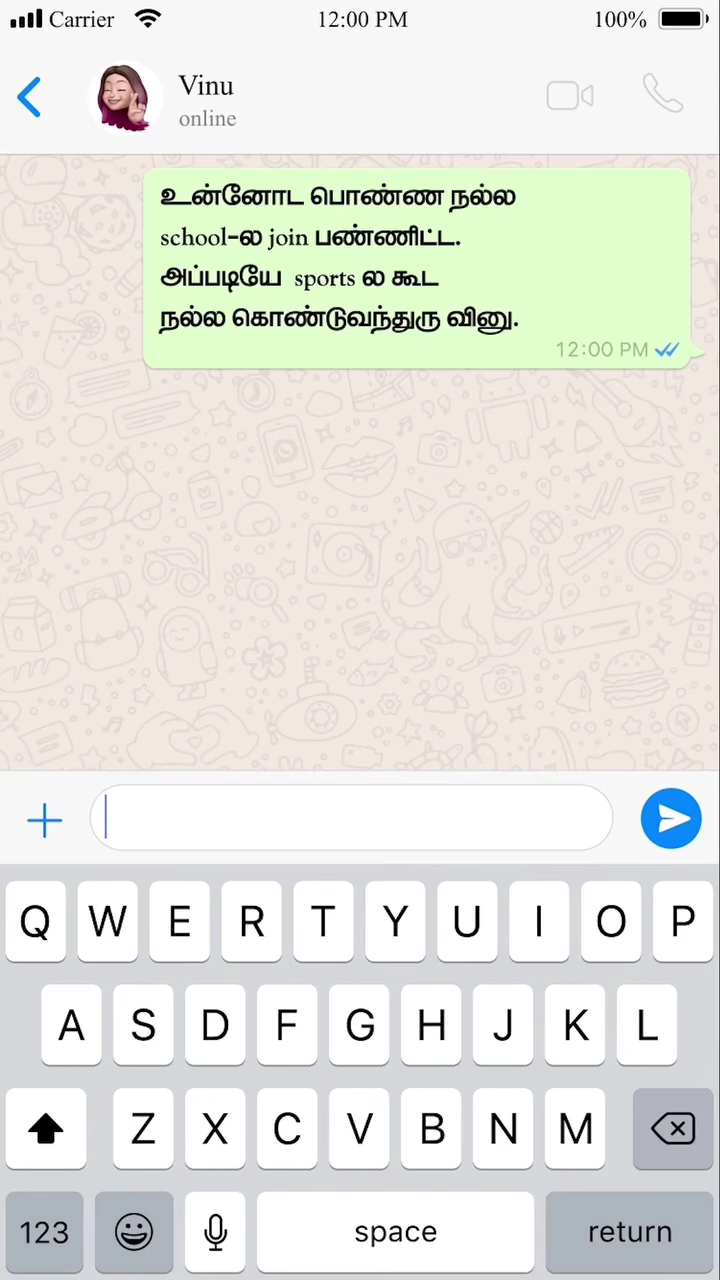 Carrier 12:00 PM 100%
Vinu
online
உன்னோட பொண்ண நல்ல
school-ல join பண்ணிட்ட.
அப்படியே sports ல கூட
நல்ல கொண்டுவந்துரு வினு.
12:00 PM
Q W E R T Y U I O P
A S D F G H J K L
Z X C V B N M
123 space return